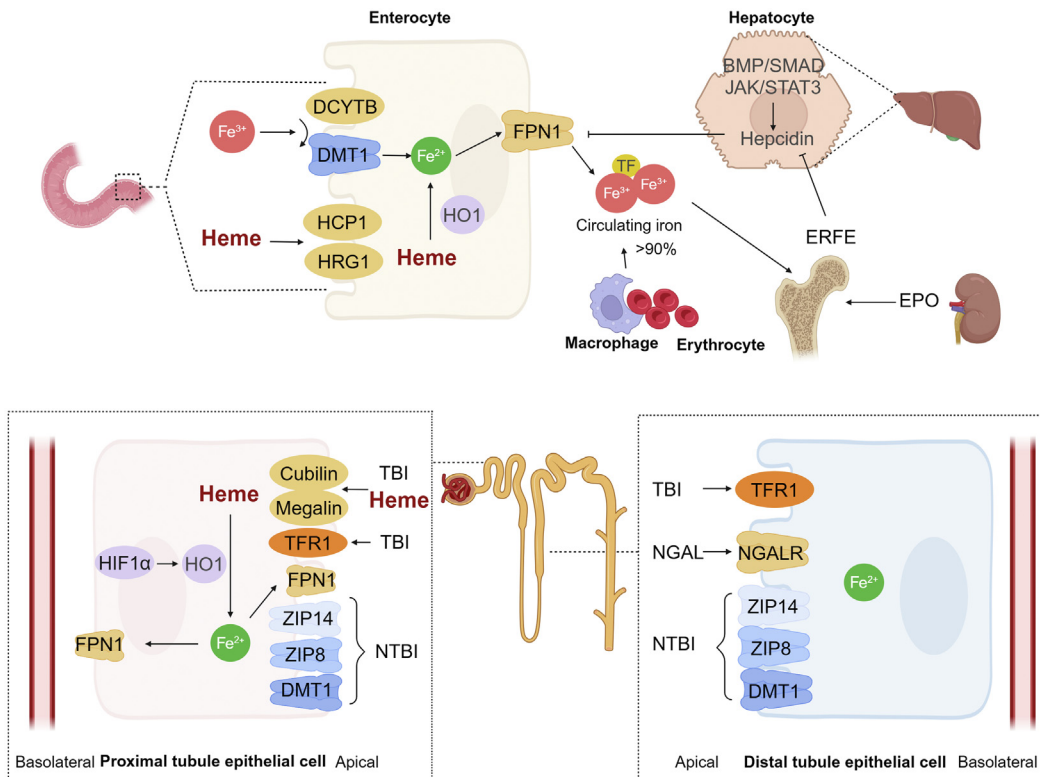 Enterocyte
Hepatocyte
BMP/SMAD
JAK/STAT3
Hepcidin
DCYTB
Fe³⁺
DMT1
Fe²⁺
FPN1
TF
Fe³⁺
Fe³⁺
HO1
HCP1
Heme
HRG1
Heme
Circulating iron
>90%
ERFE
EPO
Macrophage
Erythrocyte
Cubilin
TBI
Heme
Heme
Megalin
TFR1
TBI
HIF1α
HO1
FPN1
ZIP14
FPN1
Fe²⁺
ZIP8
NTBI
DMT1
Basolateral
Proximal tubule epithelial cell
Apical
TBI
TFR1
NGAL
NGALR
Fe²⁺
ZIP14
NTBI
ZIP8
DMT1
Apical
Distal tubule epithelial cell
Basolateral